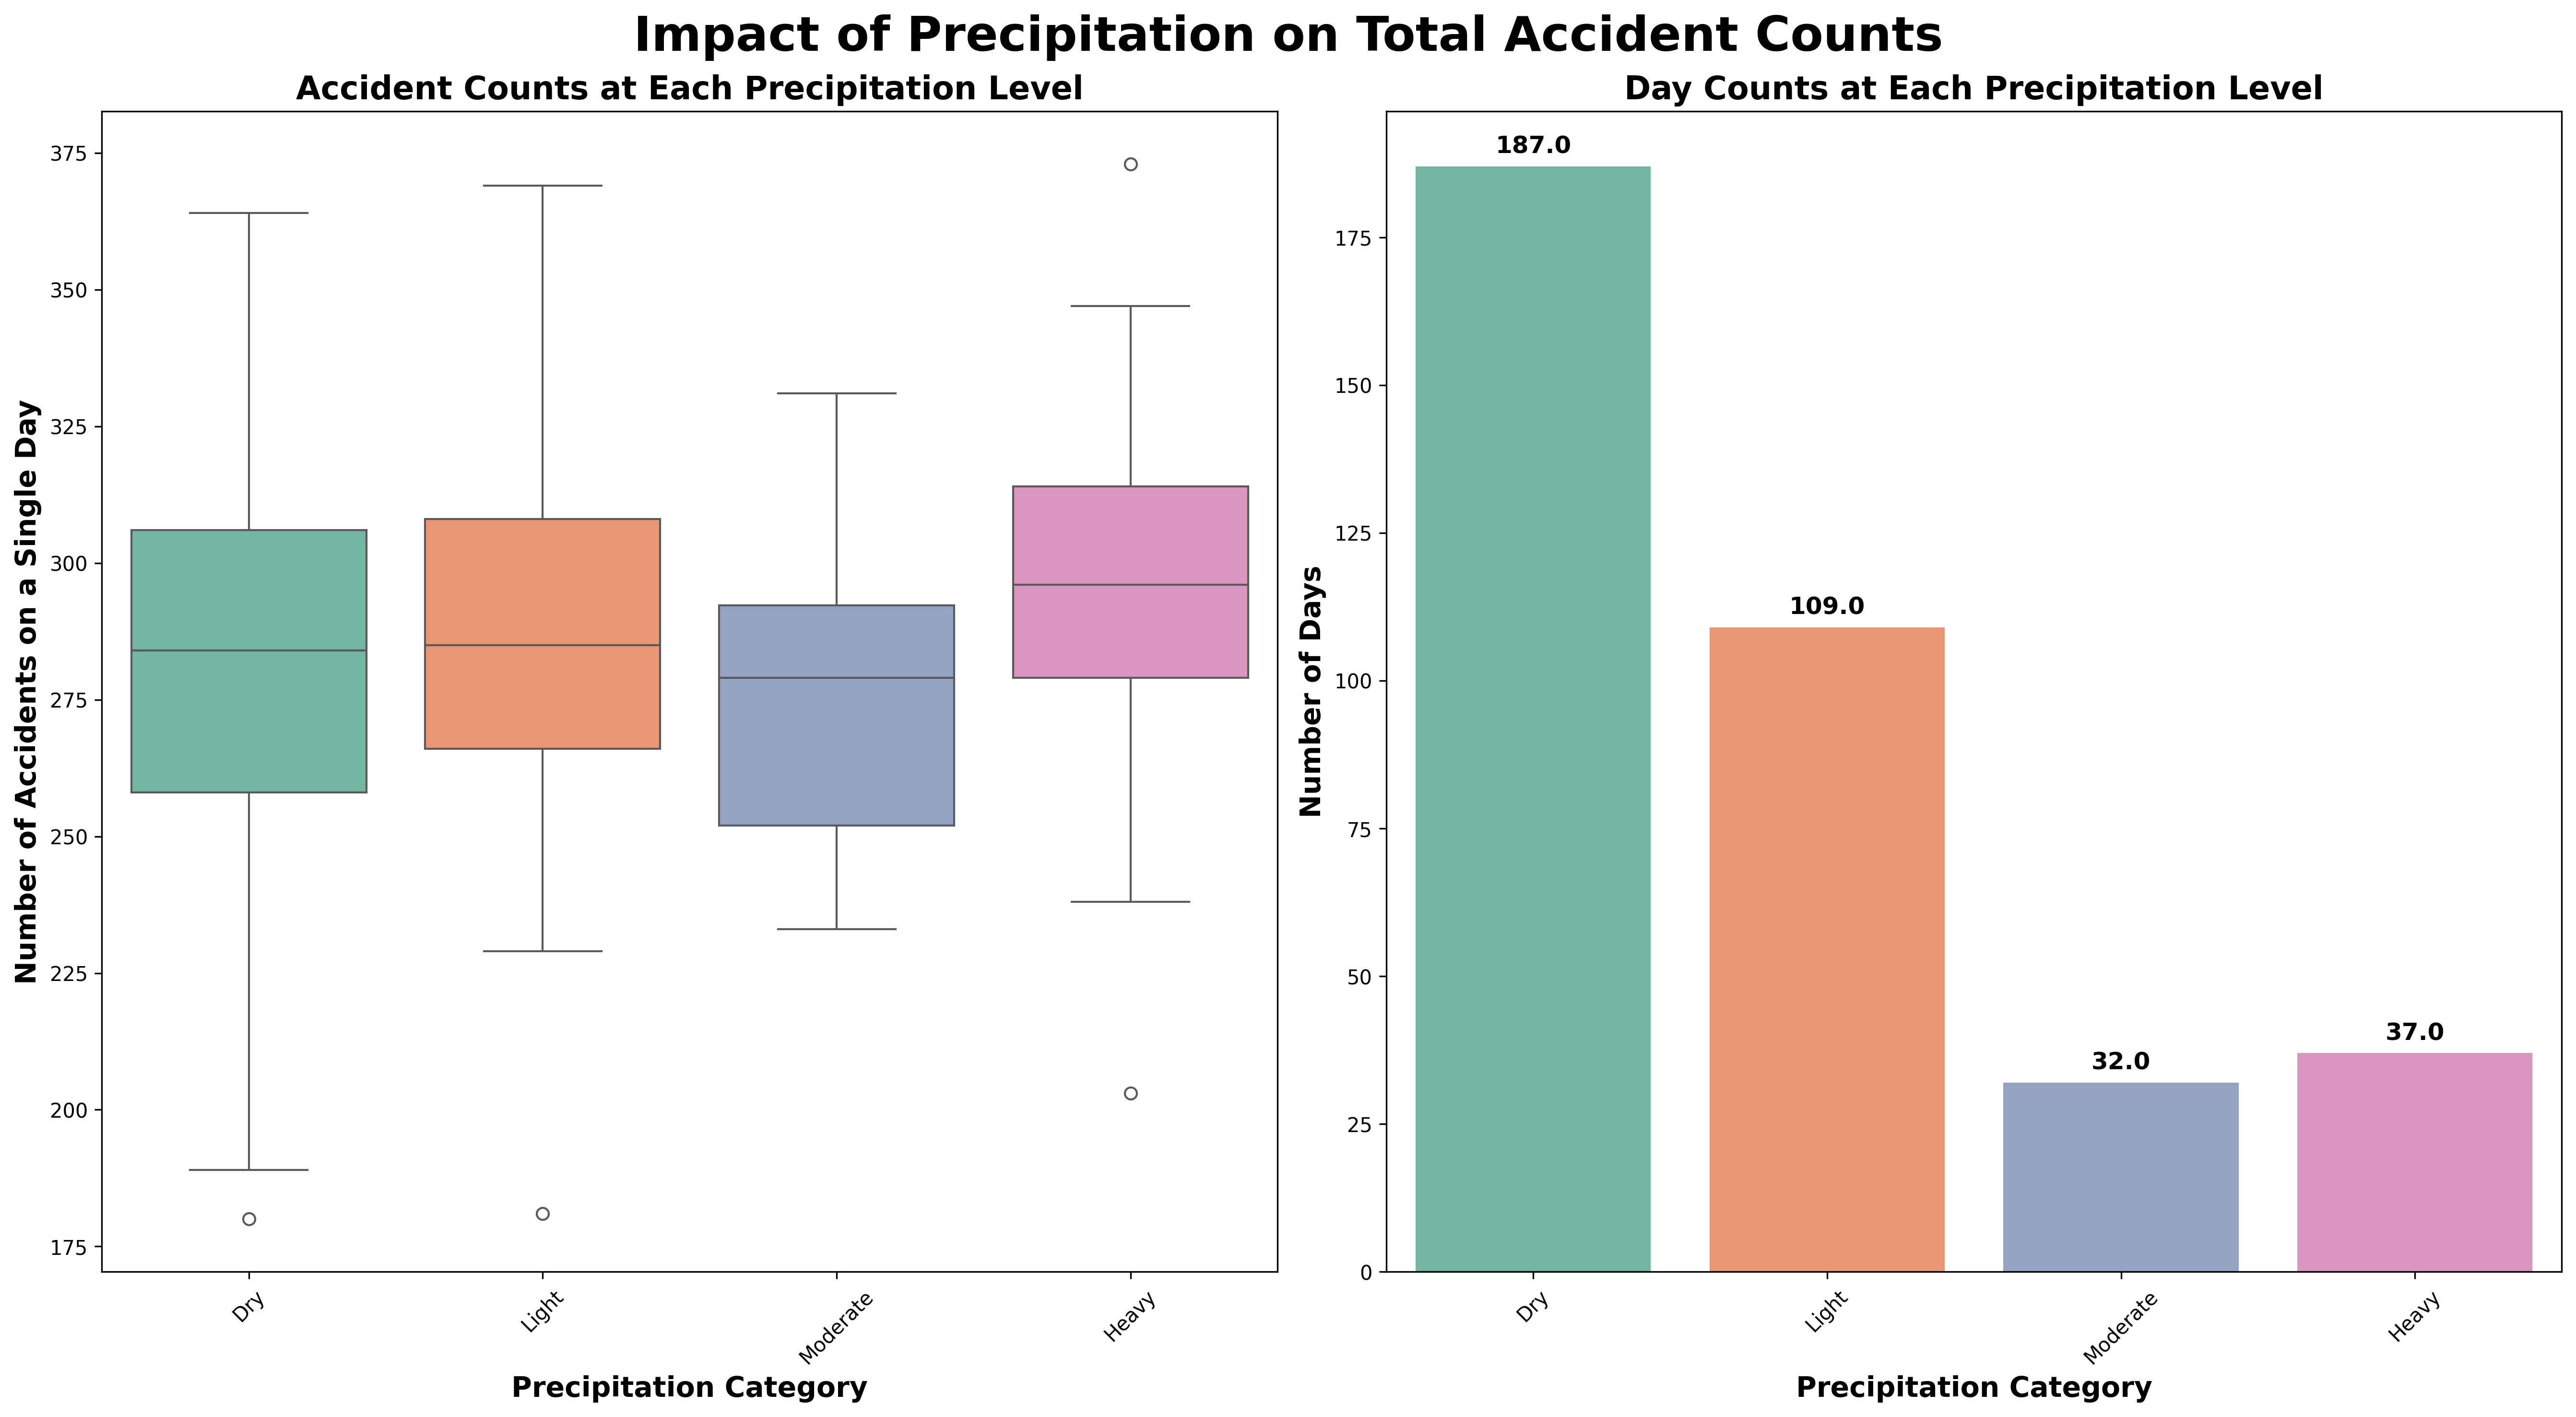 Impact of Precipitation on Total Accident Counts
Accident Counts at Each Precipitation Level
Number of Accidents on a Single Day
375
350
325
300
275
250
225
200
175
Dry
Light
Moderate
Heavy
Precipitation Category
Day Counts at Each Precipitation Level
Number of Days
175
150
125
100
75
50
25
0
187.0
109.0
32.0
37.0
Dry
Light
Moderate
Heavy
Precipitation Category